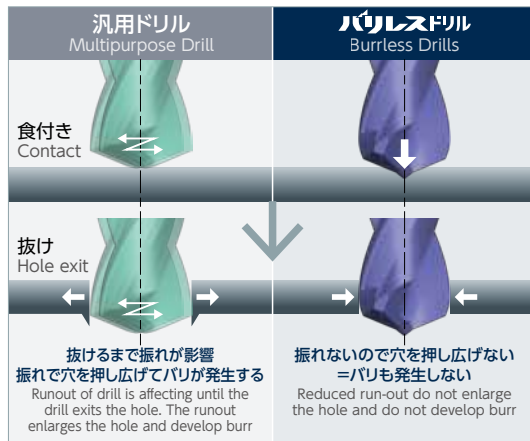 汎用ドリル
Multipurpose Drill
バリレスドリル
Burrless Drills
食付き
Contact
抜け
Hole exit
抜けるまで振れが影響
振れで穴を押し広げてバリが発生する
Runout of drill is affecting until the
drill exits the hole. The runout
enlarges the hole and develop burr
振れないので穴を押し広げない
=バリも発生しない
Reduced run-out do not enlarge
the hole and do not develop burr